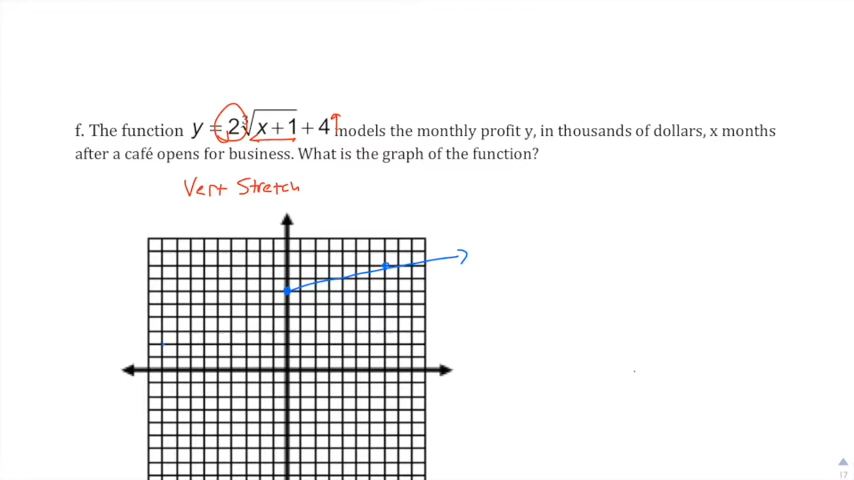 f. The function y = 2∛(x+1) + 4 models the monthly profit y, in thousands of dollars, x months
after a café opens for business. What is the graph of the function?
Vert Stretch
17